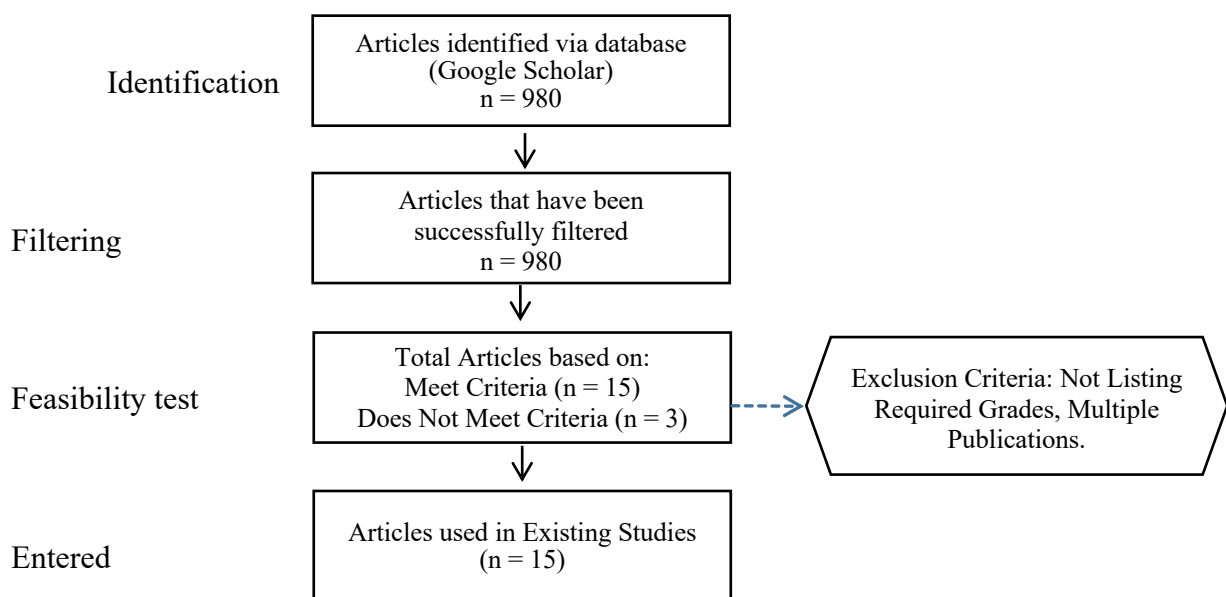 Identification
Articles identified via database
(Google Scholar)
n = 980
Filtering
Articles that have been
successfully filtered
n = 980
Feasibility test
Total Articles based on:
Meet Criteria (n = 15)
Does Not Meet Criteria (n = 3)
Exclusion Criteria: Not Listing
Required Grades, Multiple
Publications.
Entered
Articles used in Existing Studies
(n = 15)